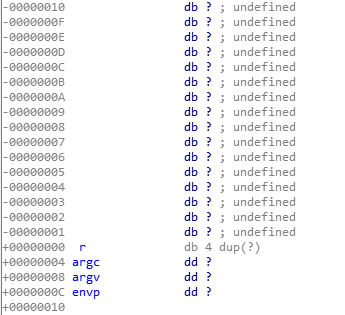 -00000010 db ? ; undefined
-0000000F db ? ; undefined
-0000000E db ? ; undefined
-0000000D db ? ; undefined
-0000000C db ? ; undefined
-0000000B db ? ; undefined
-0000000A db ? ; undefined
-00000009 db ? ; undefined
-00000008 db ? ; undefined
-00000007 db ? ; undefined
-00000006 db ? ; undefined
-00000005 db ? ; undefined
-00000004 db ? ; undefined
-00000003 db ? ; undefined
-00000002 db ? ; undefined
-00000001 db ? ; undefined
+00000000 r db 4 dup(?)
+00000004 argc dd ?
+00000008 argv dd ?
+0000000C envp dd ?
+00000010